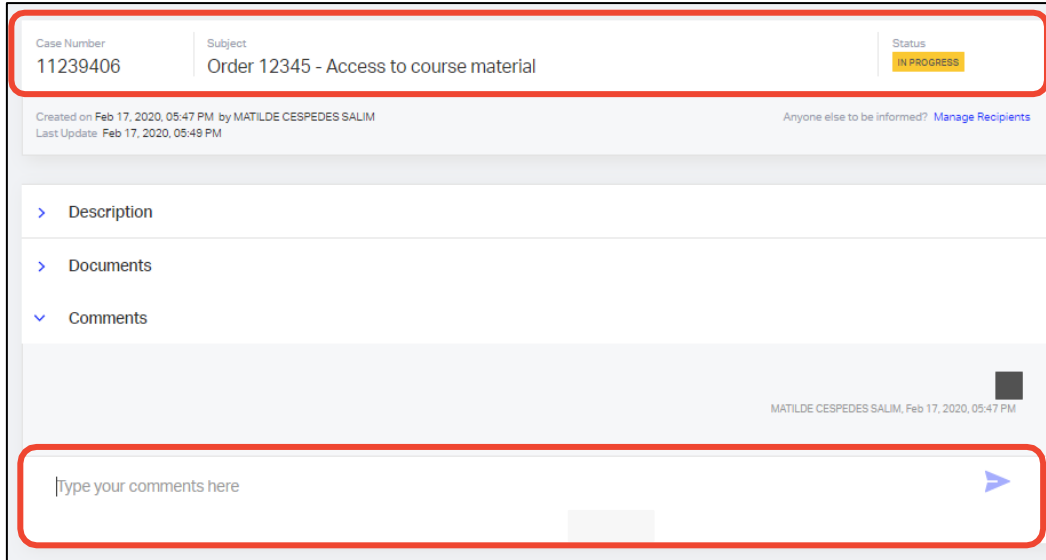 Case Number
11239406
Subject
Order 12345 - Access to course material
Status
IN PROGRESS
Created on Feb 17, 2020, 05:47 PM by MATILDE CESPEDES SALIM
Last Update Feb 17, 2020, 05:49 PM
Anyone else to be informed? Manage Recipients
Description
Documents
Comments
MATILDE CESPEDES SALIM, Feb 17, 2020, 05:47 PM
Type your comments here